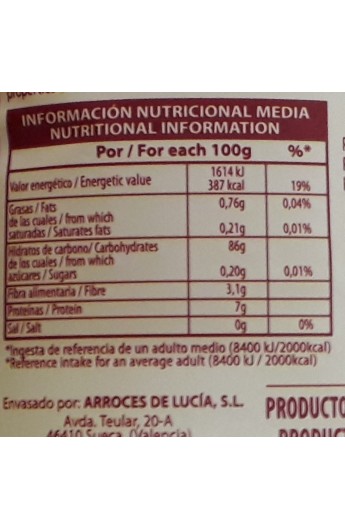 INFORMACIÓN NUTRICIONAL MEDIA
NUTRITIONAL INFORMATION
Por / For each 100g %*
Valor energético / Energetic value 1614 kJ
387 kcal 19%
Grasas / Fats 0,76g 0,04%
de las cuales / from which
saturadas / Saturates fats 0,21g 0,01%
Hidratos de carbono/ Carbohydrates 86g
de los cuales / from which
azúcares / Sugars 0,20g 0,01%
Fibra alimentaria / Fibre 3,1g
Proteínas / Protein 7g
Sal / Salt 0g 0%
*Ingesta de referencia de un adulto medio (8400 kJ/2000kcal)
*Reference intake for an average adult (8400 kJ / 2000kcal)
Envasado por: ARROCES DE LUCÍA, S.L.
Avda. Teular, 20-A
46410 Sueca (Valencia)
PRODUCTO